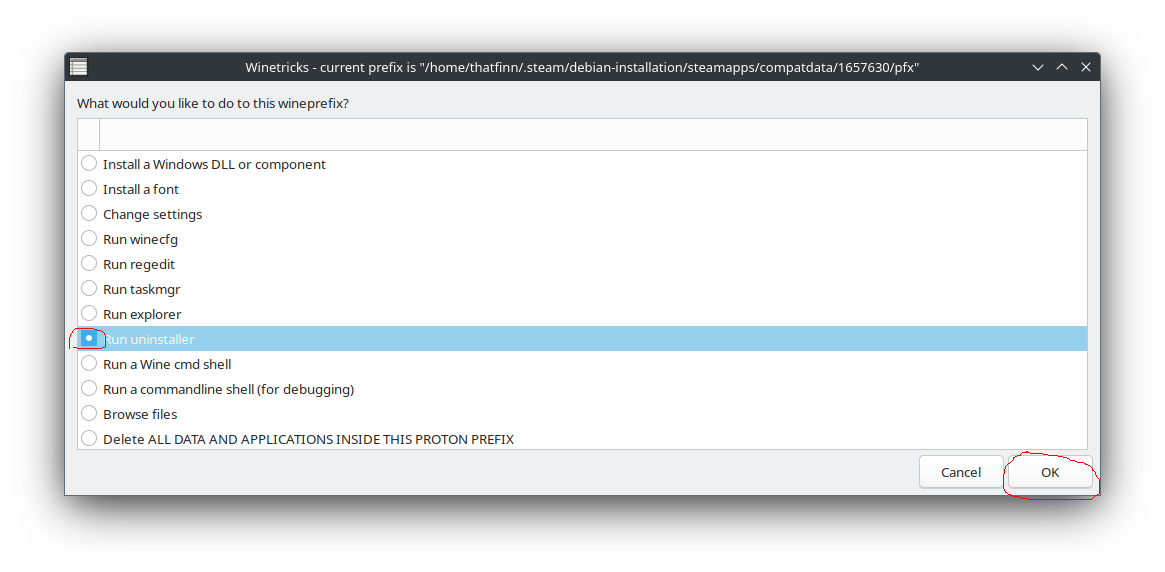 Winetricks - current prefix is "/home/thatfinn/.steam/debian-installation/steamapps/compatdata/1657630/pfx"
What would you like to do to this wineprefix?
Install a Windows DLL or component
Install a font
Change settings
Run winecfg
Run regedit
Run taskmgr
Run explorer
Run uninstaller
Run a Wine cmd shell
Run a commandline shell (for debugging)
Browse files
Delete ALL DATA AND APPLICATIONS INSIDE THIS PROTON PREFIX
Cancel OK